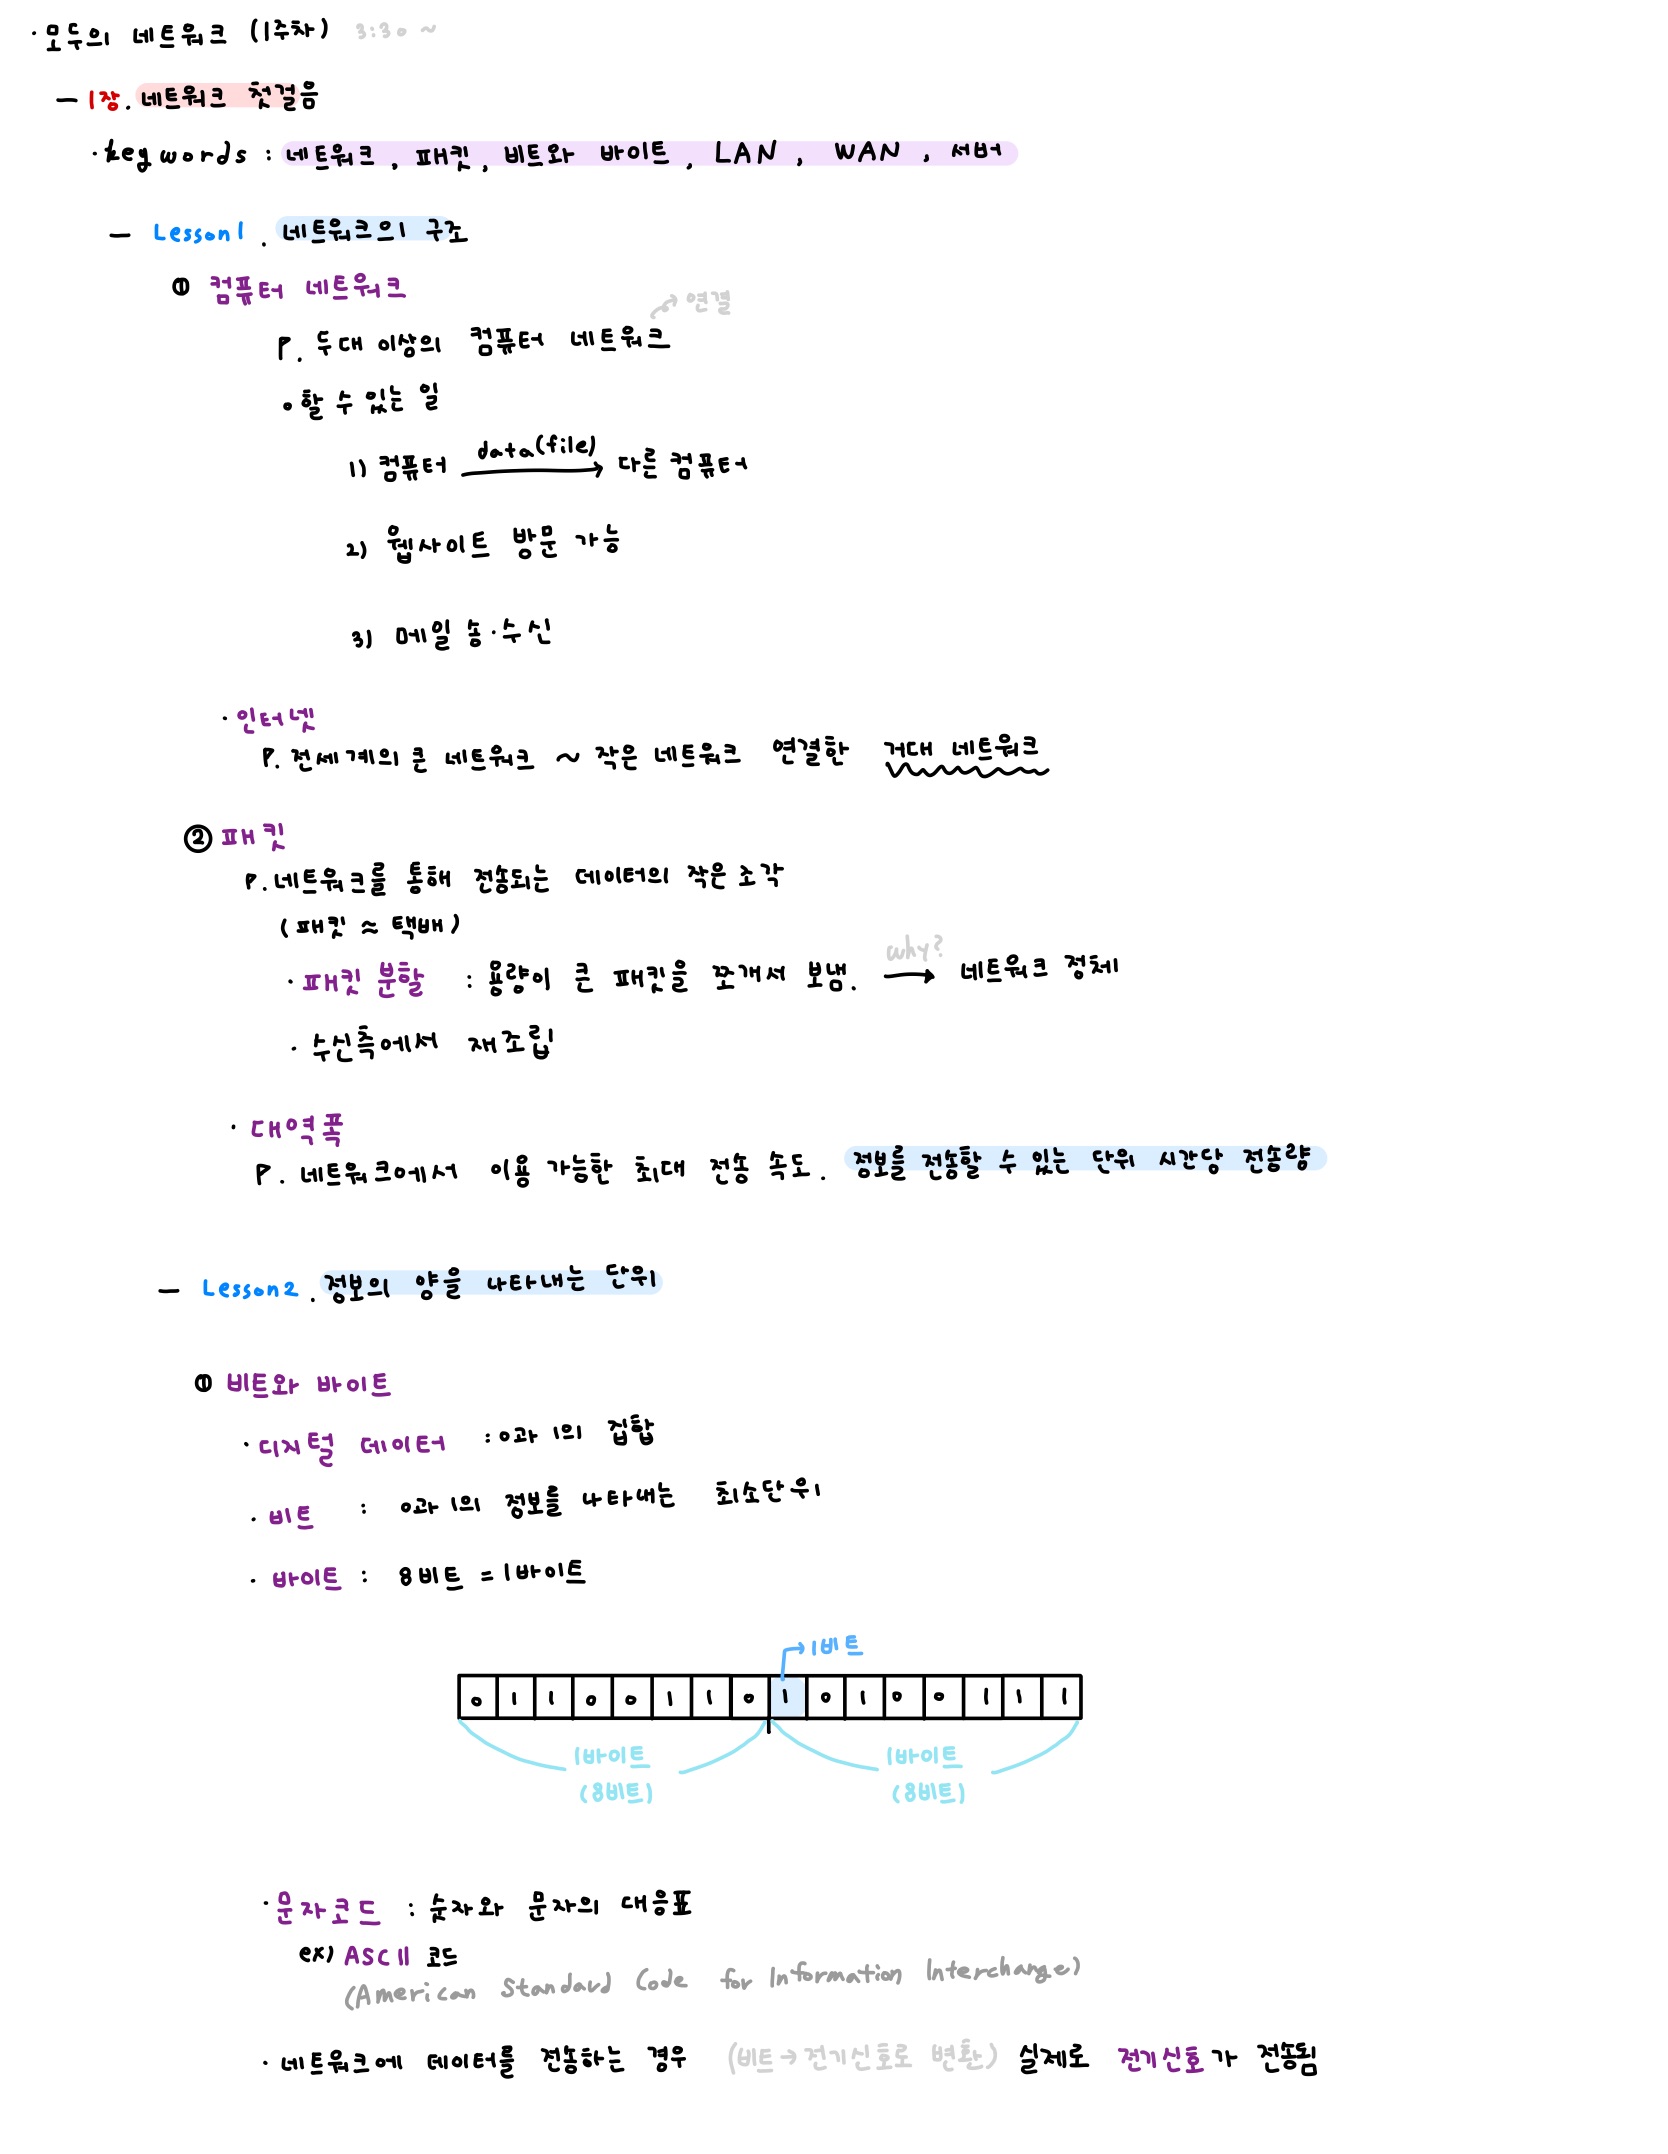 · 모두의 네트워크 (1주차) 3:30 ~
— 1장. 네트워크 첫걸음
· keywords : 네트워크, 패킷, 비트와 바이트, LAN, WAN, 서버
— Lesson1. 네트워크의 구조
① 컴퓨터 네트워크
→ 연결
P. 두대 이상의 컴퓨터 네트워크
∘ 할 수 있는 일
data(file)
1) 컴퓨터 → 다른 컴퓨터
2) 웹사이트 방문 가능
3) 메일 송·수신
· 인터넷
P. 전세계의 큰 네트워크 ~ 작은 네트워크 연결한 거대 네트워크
② 패킷
P. 네트워크를 통해 전송되는 데이터의 작은 조각
(패킷 ≈ 택배)
why?
· 패킷 분할 : 용량이 큰 패킷을 쪼개서 보냄. → 네트워크 정체
· 수신측에서 재조립
· 대역폭
P. 네트워크에서 이용 가능한 최대 전송 속도. 정보를 전송할 수 있는 단위 시간당 전송량
— Lesson2. 정보의 양을 나타내는 단위
① 비트와 바이트
· 디지털 데이터 : 0과 1의 집합
· 비트 : 0과 1의 정보를 나타내는 최소단위
· 바이트 : 8비트 = 1바이트
→ 1비트
0 1 1 0 0 1 1 0 1 0 1 0 0 1 1 1
1바이트 1바이트
(8비트) (8비트)
· 문자코드 : 숫자와 문자의 대응표
ex) ASCII 코드
(American Standard Code for Information Interchange)
· 네트워크에 데이터를 전송하는 경우 (비트→전기신호로 변환) 실제로 전기신호가 전송됨